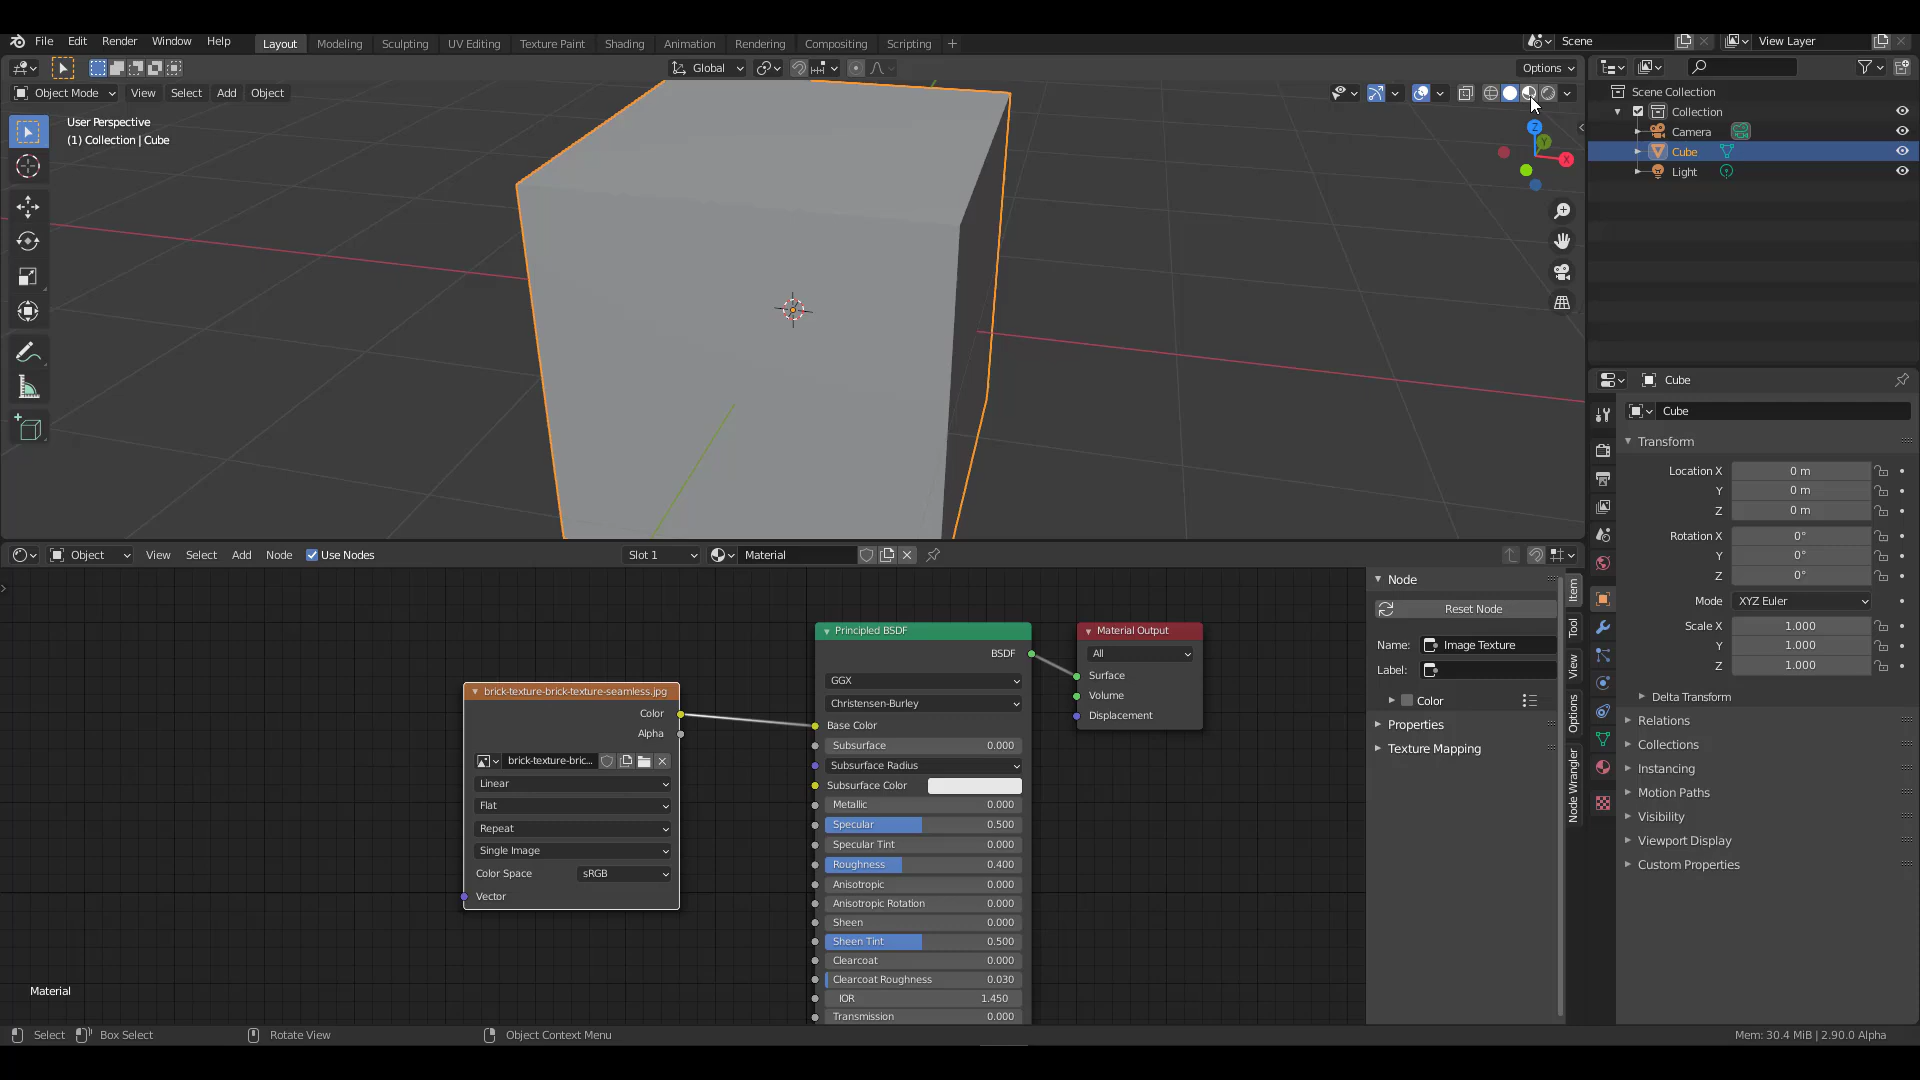 File Edit Render Window Help Layout Modeling Sculpting UV Editing Texture Paint Shading Animation Rendering Compositing Scripting Scene View Layer
Global Options
Object Mode View Select Add Object
User Perspective
(1) Collection | Cube
Z
Y
X
Scene Collection
Collection
Camera
Cube
Light
Cube
Cube
Transform
Location X 0 m
Y 0 m
Z 0 m
Rotation X 0°
Y 0°
Z 0°
Mode XYZ Euler
Scale X 1.000
Y 1.000
Z 1.000
Delta Transform
Relations
Collections
Instancing
Motion Paths
Visibility
Viewport Display
Custom Properties
Object View Select Add Node Use Nodes Slot 1 Material
brick-texture-brick-texture-seamless.jpg
Color
Alpha
brick-texture-bric...
Linear
Flat
Repeat
Single Image
Color Space sRGB
Vector
Principled BSDF
BSDF
GGX
Christensen-Burley
Base Color
Subsurface 0.000
Subsurface Radius
Subsurface Color
Metallic 0.000
Specular 0.500
Specular Tint 0.000
Roughness 0.400
Anisotropic 0.000
Anisotropic Rotation 0.000
Sheen 0.000
Sheen Tint 0.500
Clearcoat 0.000
Clearcoat Roughness 0.030
IOR 1.450
Transmission 0.000
Material Output
All
Surface
Volume
Displacement
Node
Reset Node
Name: Image Texture
Label:
Color
Properties
Texture Mapping
Item
Tool
View
Options
Node Wrangler
Material
Select Box Select Rotate View Object Context Menu Mem: 30.4 MiB | 2.90.0 Alpha